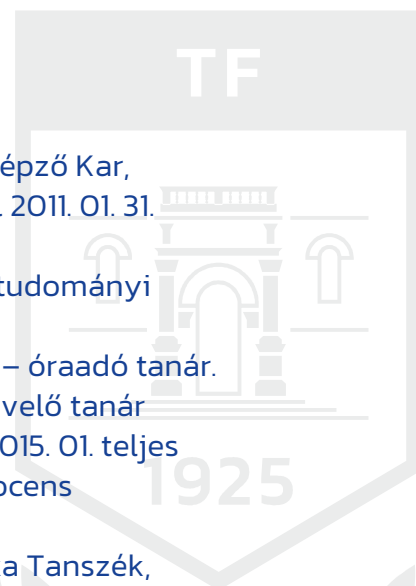 TF
épző Kar,
. 2011. 01. 31.
tudományi
– óraadó tanár.
velő tanár
015. 01. teljes
1925
ocens
a Tanszék,